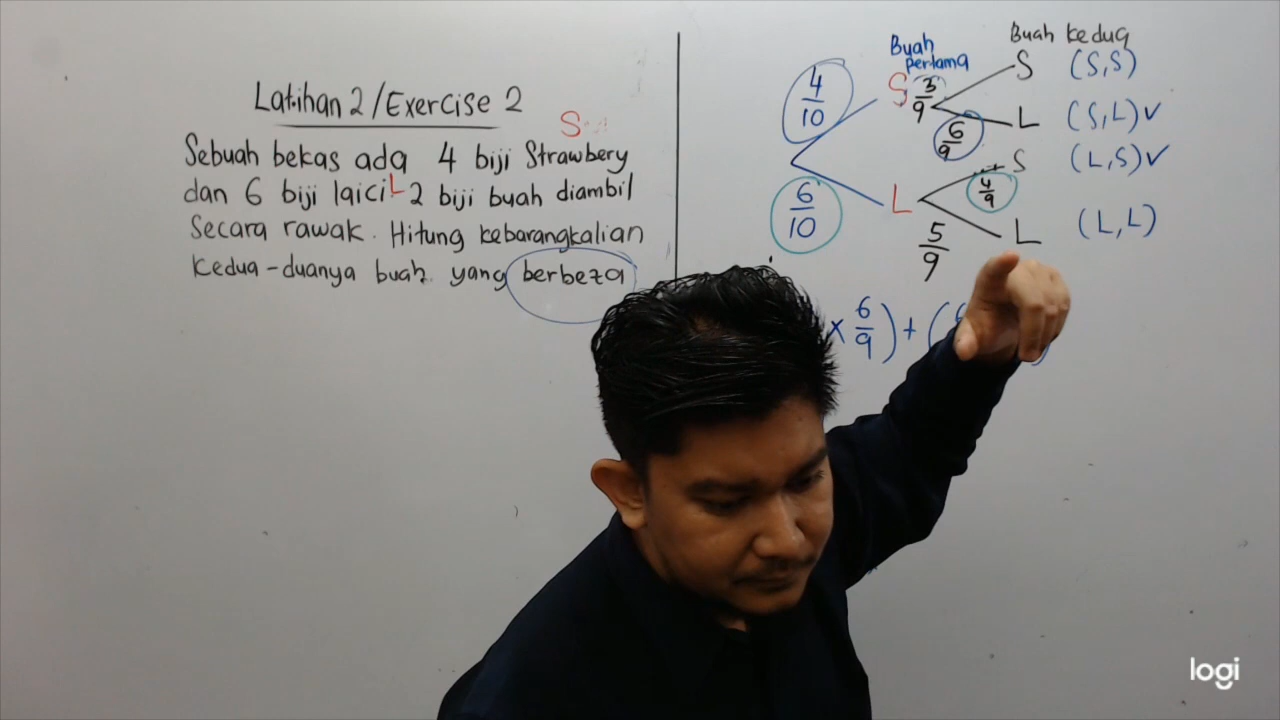 Latihan 2/Exercise 2
S
Sebuah bekas ada 4 biji Strawbery
dan 6 biji laici L 2 biji buah diambil
Secara rawak. Hitung kebarangkalian
Kedua-duanya buah yang berbeza
Buah
pertama
Buah kedua
4/10
S
3/9
S
(S,S)
6/9
L
(S,L) ✓
6/10
L
4/9
S
(L,S) ✓
5/9
L
(L,L)
× 6/9) + (
logi